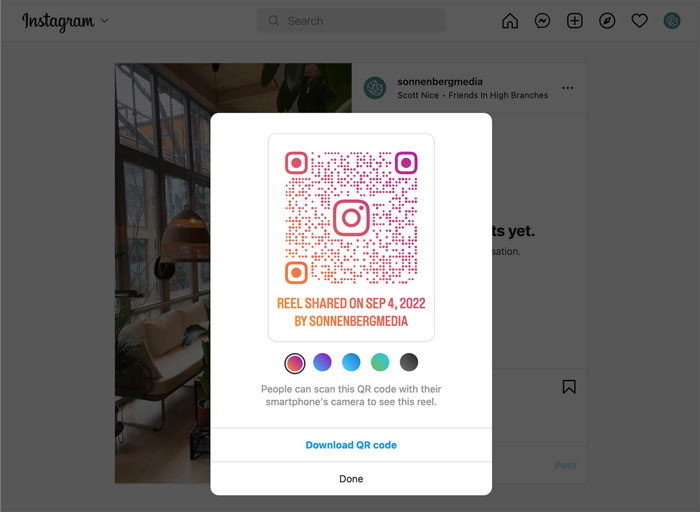 Instagram
Search
sonnenbergmedia
Scott Nice • Friends In High Branches
ts yet.
sation.
REEL SHARED ON SEP 4, 2022
BY SONNENBERGMEDIA
People can scan this QR code with their
smartphone's camera to see this reel.
Download QR code
Post
Done